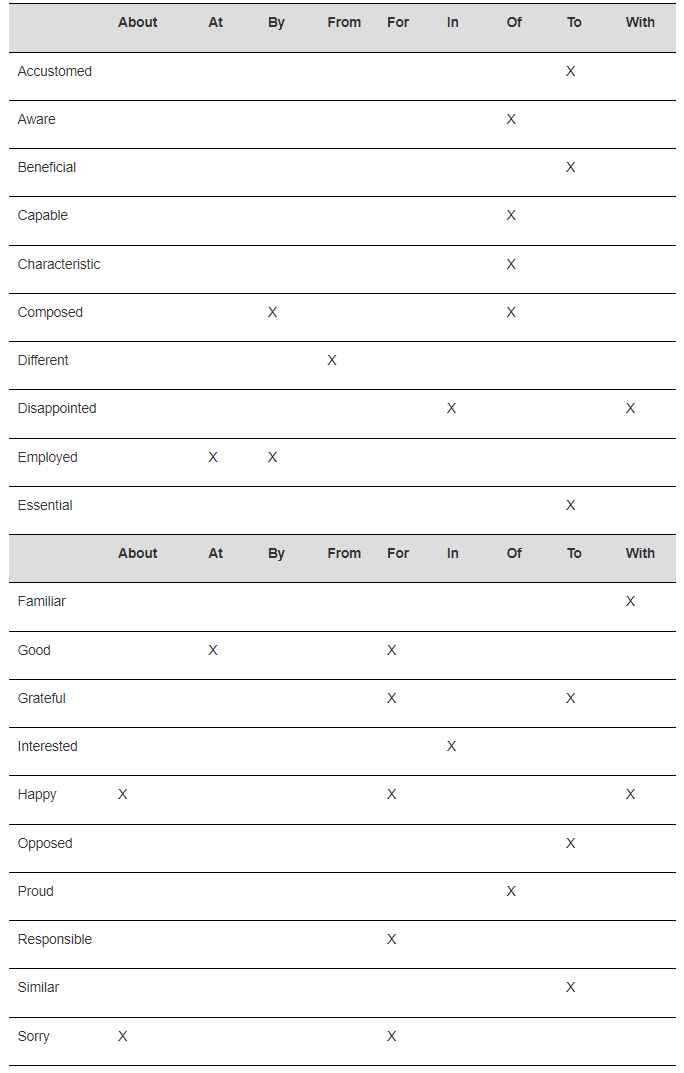 About At By From For In Of To With
Accustomed X
Aware X
Beneficial X
Capable X
Characteristic X
Composed X X
Different X
Disappointed X X
Employed X X
Essential X
About At By From For In Of To With
Familiar X
Good X X
Grateful X X
Interested X
Happy X X X
Opposed X
Proud X
Responsible X
Similar X
Sorry X X